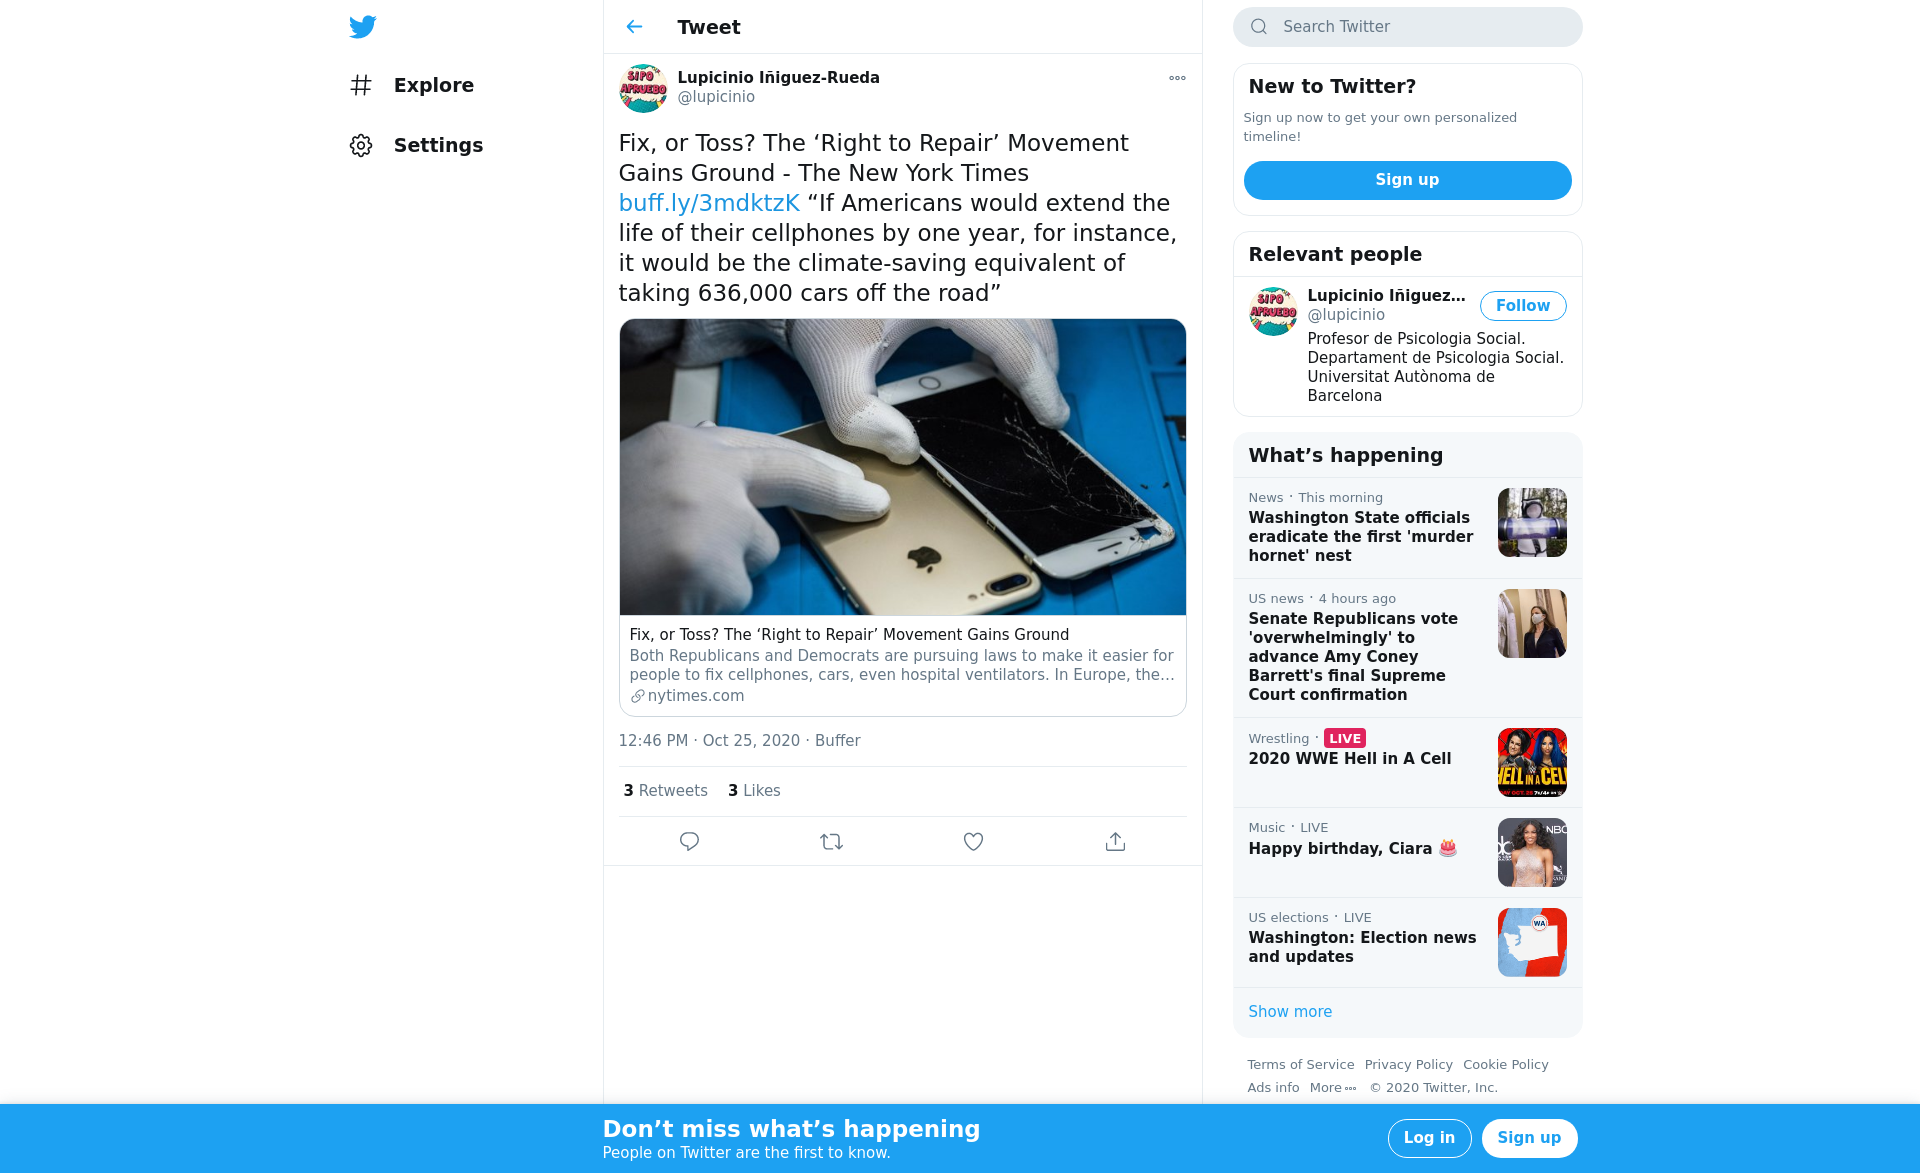 Explore
Settings
Tweet
Lupicinio Iñiguez-Rueda
@lupicinio
Fix, or Toss? The ‘Right to Repair’ Movement
Gains Ground - The New York Times
buff.ly/3mdktzK “If Americans would extend the
life of their cellphones by one year, for instance,
it would be the climate-saving equivalent of
taking 636,000 cars off the road”
Fix, or Toss? The ‘Right to Repair’ Movement Gains Ground
Both Republicans and Democrats are pursuing laws to make it easier for
people to fix cellphones, cars, even hospital ventilators. In Europe, the…
nytimes.com
12:46 PM · Oct 25, 2020 · Buffer
3 Retweets 3 Likes
Search Twitter
New to Twitter?
Sign up now to get your own personalized
timeline!
Sign up
Relevant people
SIPO
APRUEBO
Lupicinio Iñiguez…
@lupicinio
Follow
Profesor de Psicologia Social.
Departament de Psicologia Social.
Universitat Autònoma de
Barcelona
What’s happening
News · This morning
Washington State officials
eradicate the first 'murder
hornet' nest
US news · 4 hours ago
Senate Republicans vote
'overwhelmingly' to
advance Amy Coney
Barrett's final Supreme
Court confirmation
Wrestling · LIVE
2020 WWE Hell in A Cell
HELL IN A CELL
Music · LIVE
Happy birthday, Ciara 🎂
NBC
US elections · LIVE
Washington: Election news
and updates
WA
Show more
Terms of Service Privacy Policy Cookie Policy
Ads info More © 2020 Twitter, Inc.
Don’t miss what’s happening
People on Twitter are the first to know.
Log in
Sign up